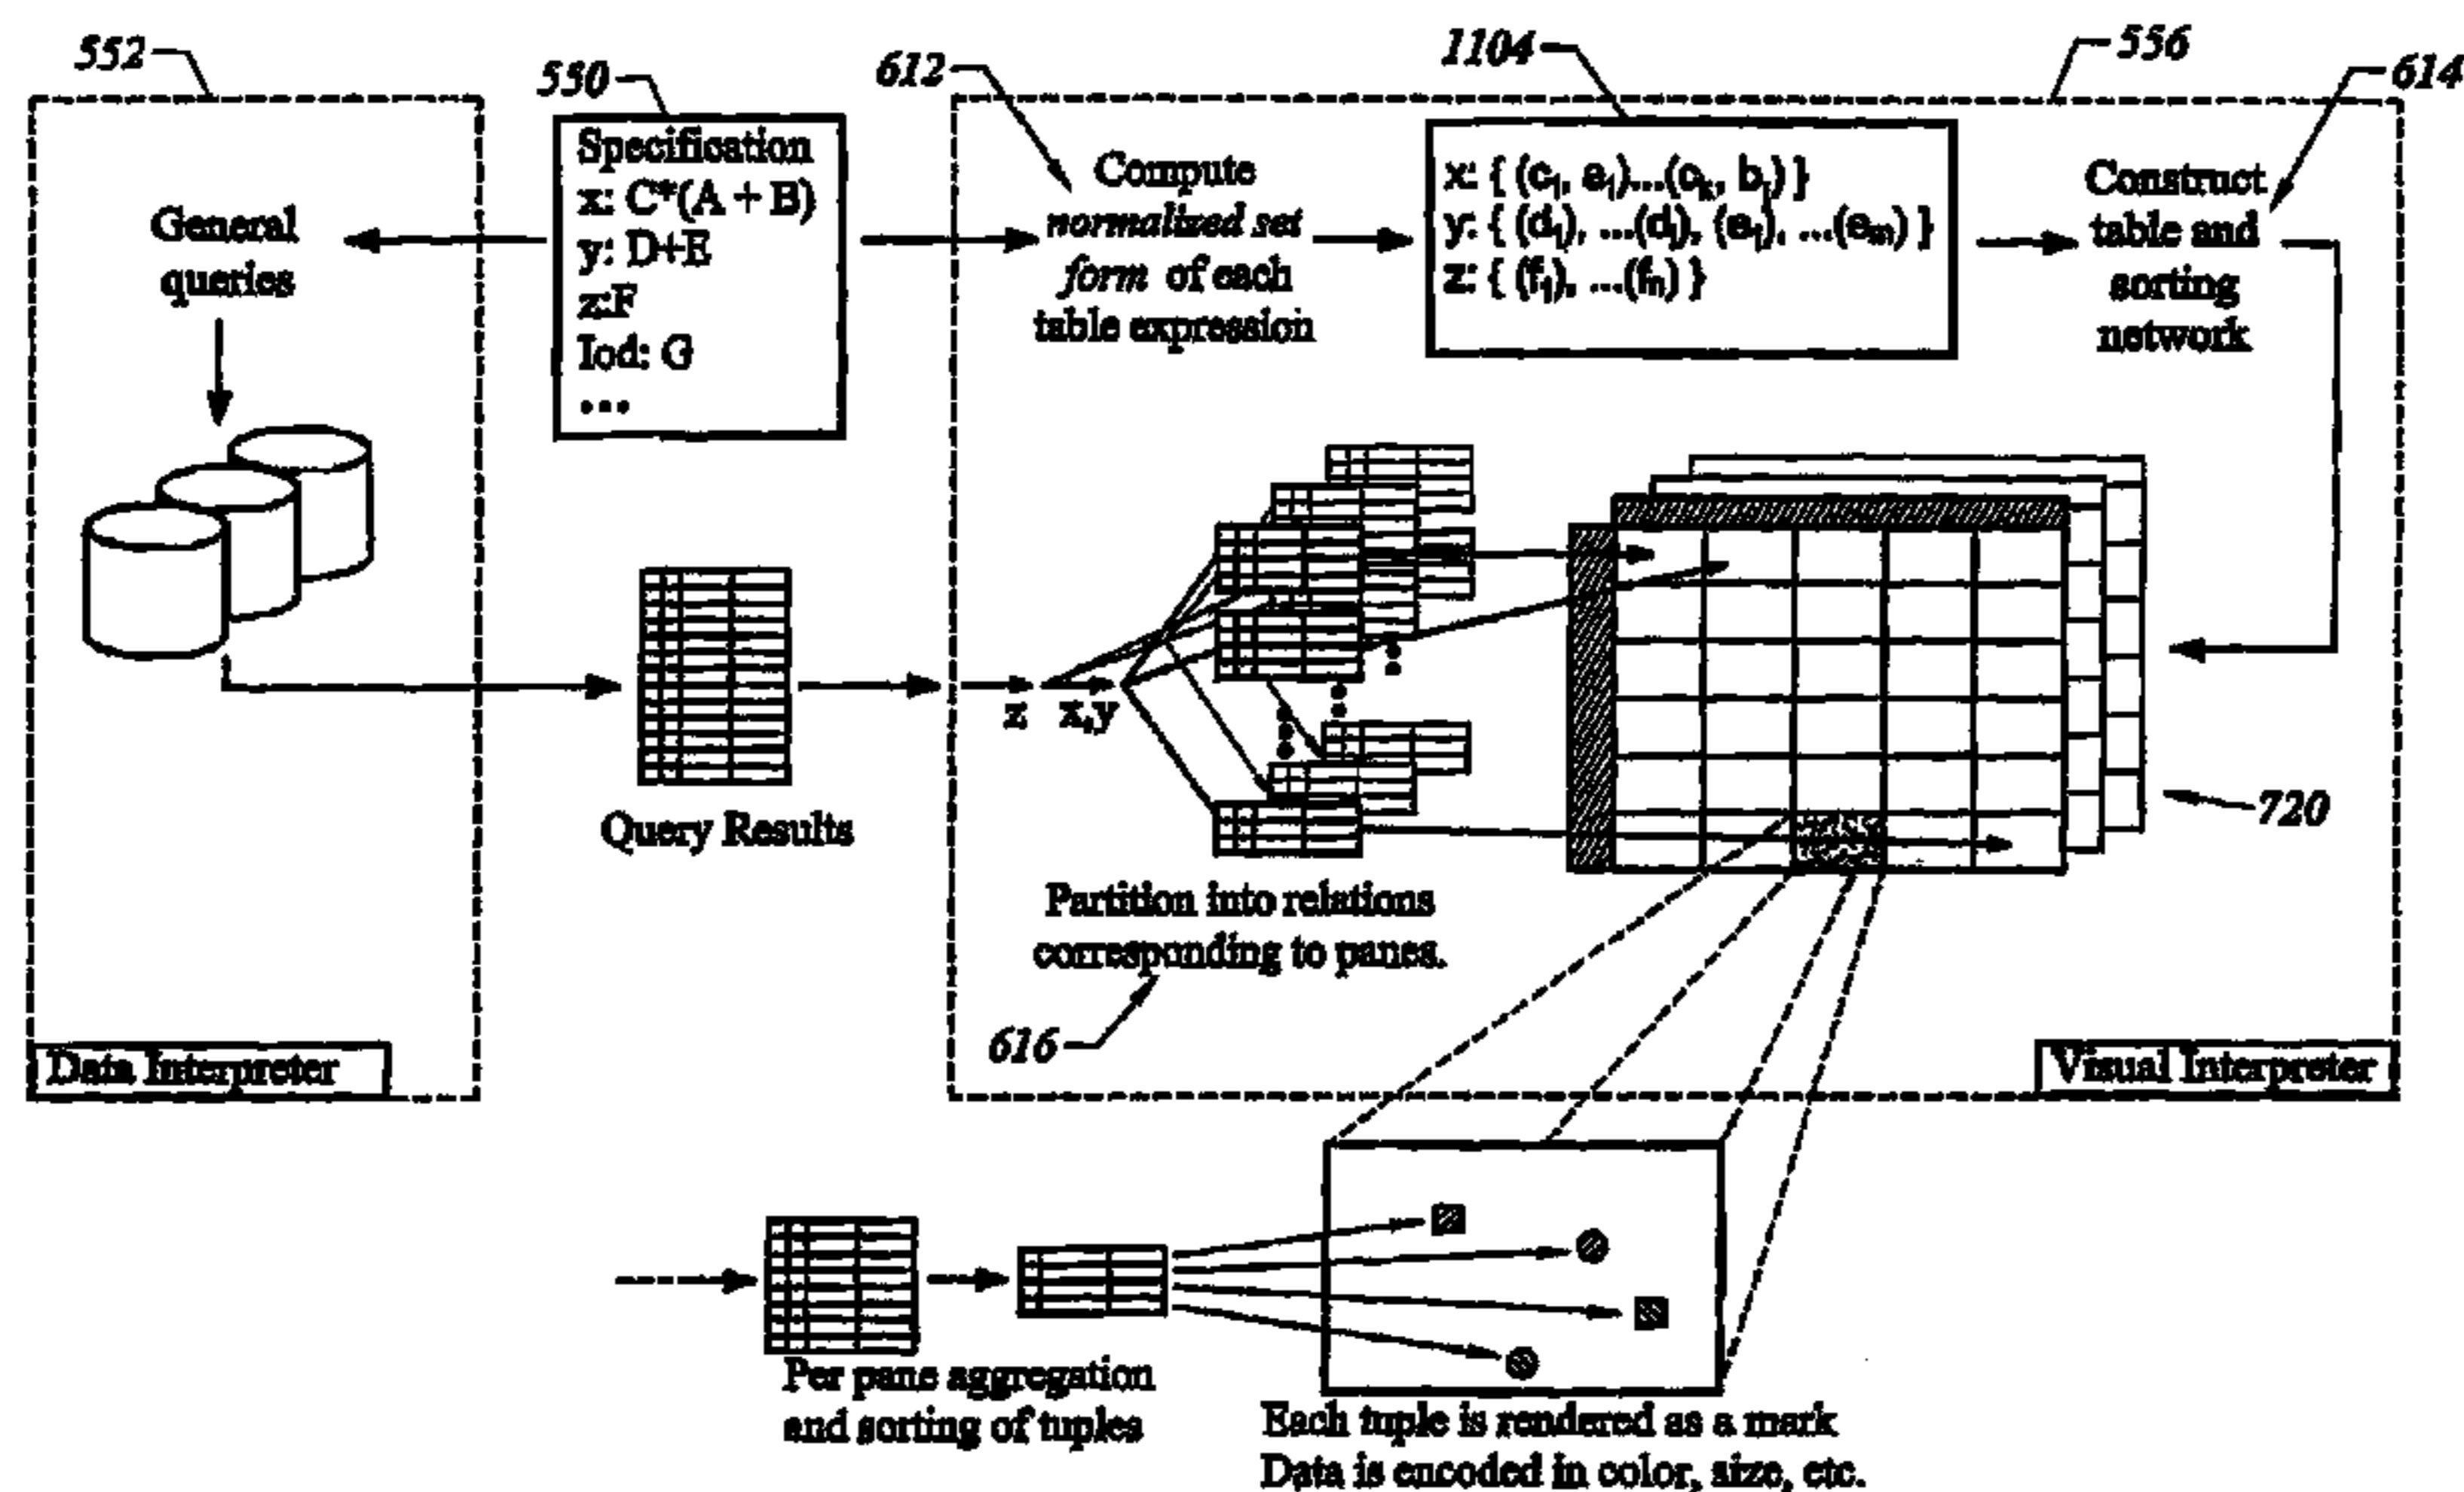 552
550
612
1104
556
614
General
queries
Specification
x: C*(A + B)
y: D+E
z:F
Iod: G
...
Compute
normalized set
form of each
table expression
x: { (c₁, a₁)...(cₖ, bⱼ) }
y: { (d₁), ...(dₗ), (e₁), ...(eₘ) }
z: { (f₁), ...(fₙ) }
Construct
table and
sorting
network
z x,y
Query Results
720
Partition into relations
corresponding to panes.
616
Data Interpreter
Visual Interpreter
Per pane aggregation
and sorting of tuples
Each tuple is rendered as a mark
Data is encoded in color, size, etc.